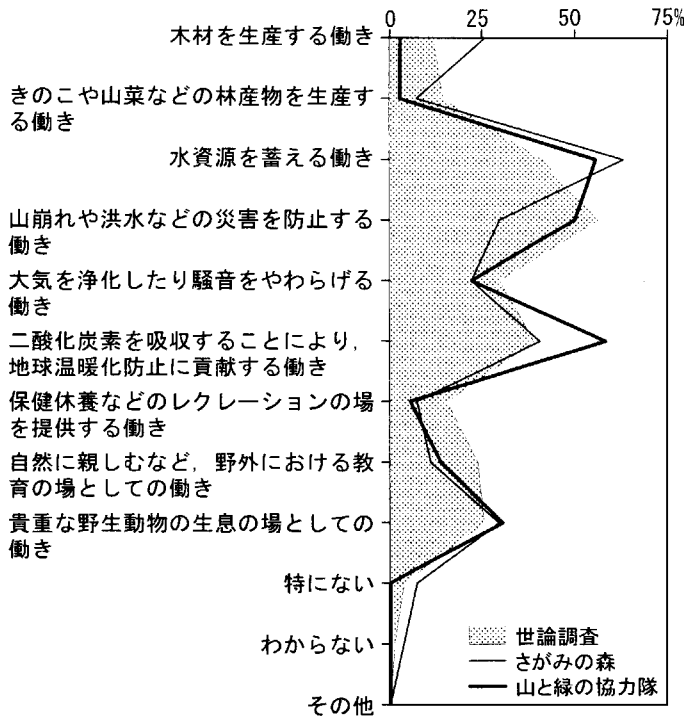 0 25 50 75%
木材を生産する働き
きのこや山菜などの林産物を生産す
る働き
水資源を蓄える働き
山崩れや洪水などの災害を防止する
働き
大気を浄化したり騒音をやわらげる
働き
二酸化炭素を吸収することにより，
地球温暖化防止に貢献する働き
保健休養などのレクレーションの場
を提供する働き
自然に親しむなど，野外における教
育の場としての働き
貴重な野生動物の生息の場としての
働き
特にない
わからない
その他
世論調査
さがみの森
山と緑の協力隊